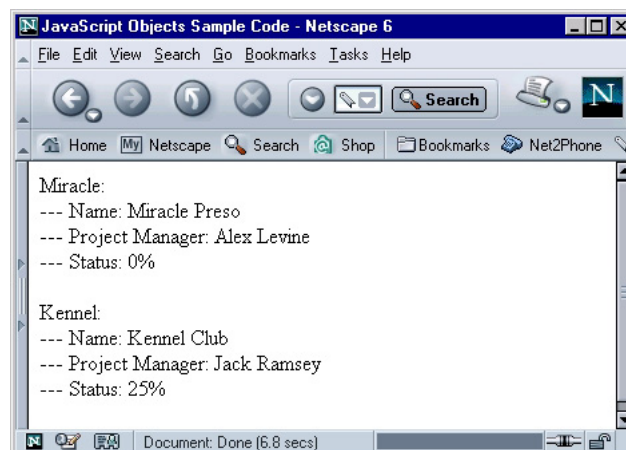 N JavaScript Objects Sample Code - Netscape 6
File Edit View Search Go Bookmarks Tasks Help
Search N
Home My Netscape Search Shop Bookmarks Net2Phone
Miracle:
--- Name: Miracle Preso
--- Project Manager: Alex Levine
--- Status: 0%
Kennel:
--- Name: Kennel Club
--- Project Manager: Jack Ramsey
--- Status: 25%
N Document: Done (6.8 secs)